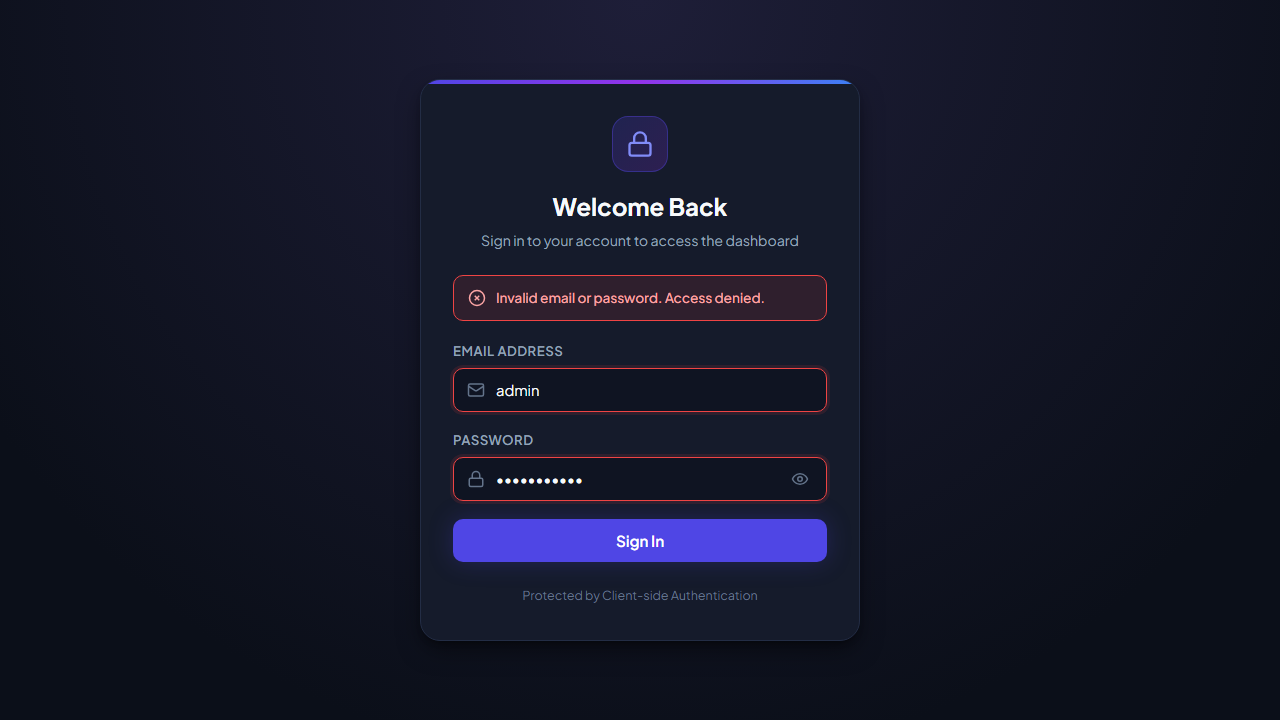 Welcome Back
Sign in to your account to access the dashboard
Invalid email or password. Access denied.
EMAIL ADDRESS
admin
PASSWORD
•••••••••••
Sign In
Protected by Client-side Authentication